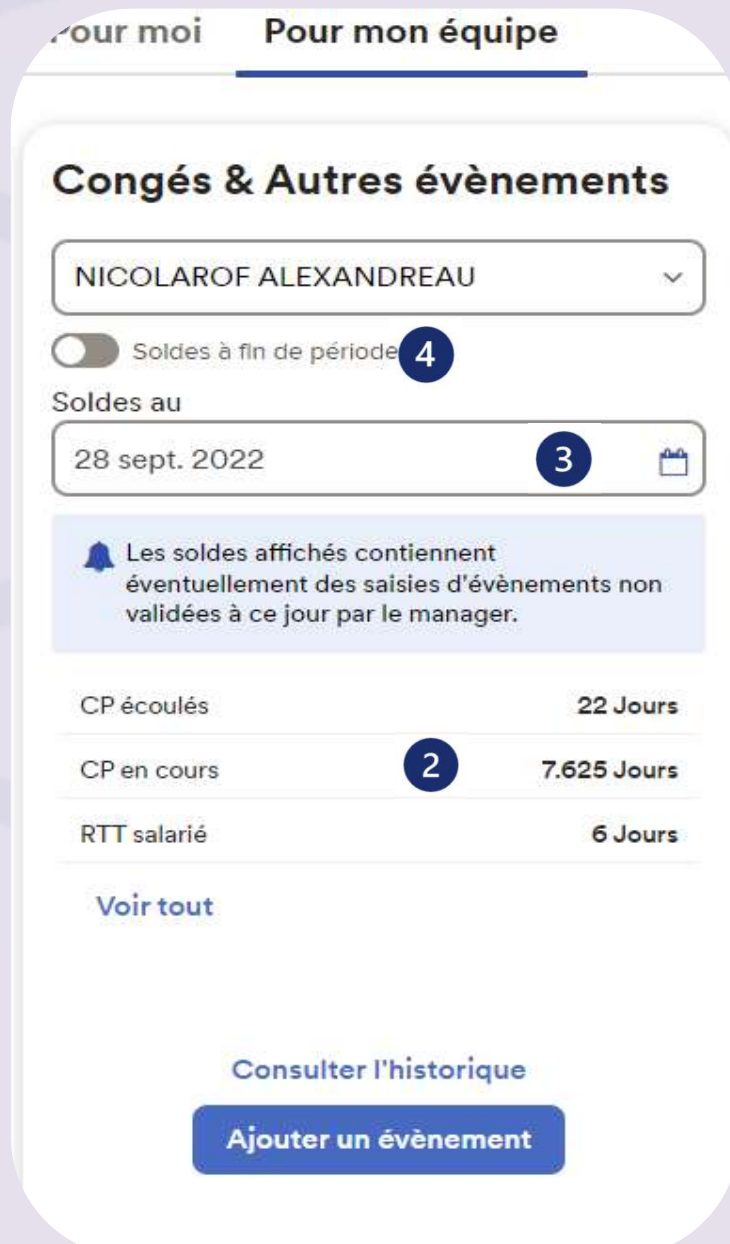 Pour moi Pour mon équipe
Congés & Autres évènements
NICOLAROF ALEXANDREAU
Soldes à fin de période 4
Soldes au
28 sept. 2022 3
Les soldes affichés contiennent
éventuellement des saisies d'évènements non
validées à ce jour par le manager.
CP écoulés 22 Jours
CP en cours 2 7.625 Jours
RTT salarié 6 Jours
Voir tout
Consulter l'historique
Ajouter un évènement